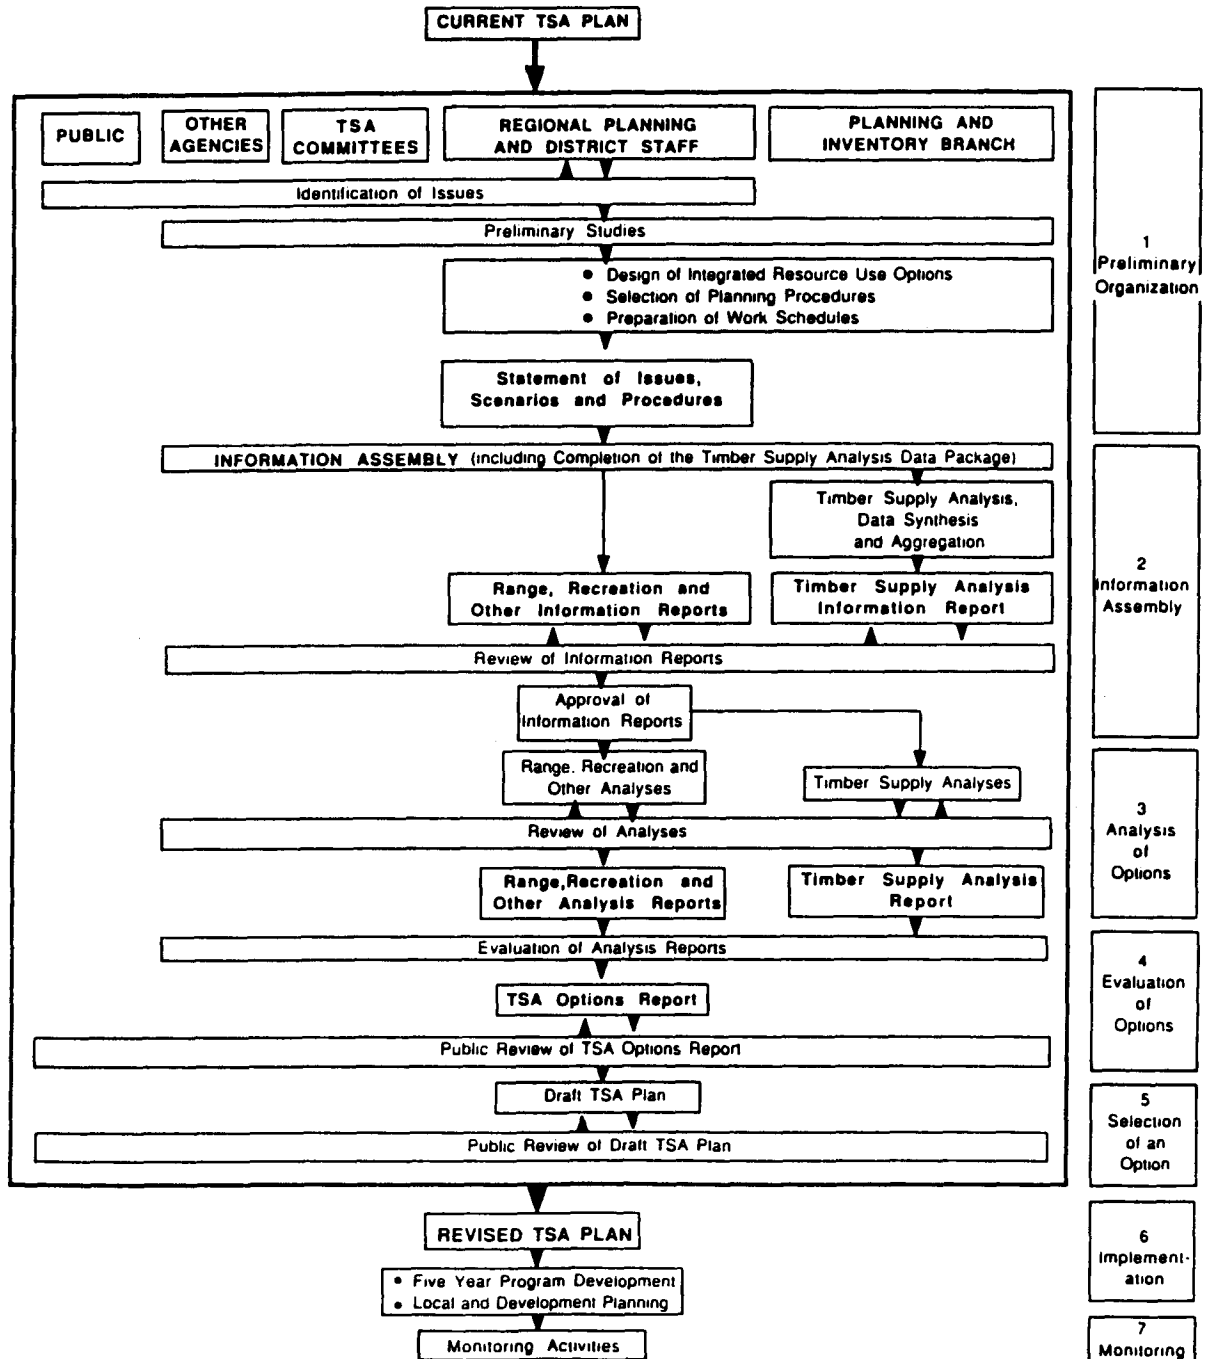 CURRENT TSA PLAN
PUBLIC
OTHER
AGENCIES
TSA
COMMITTEES
REGIONAL PLANNING
AND DISTRICT STAFF
PLANNING AND
INVENTORY BRANCH
Identification of Issues
Preliminary Studies
• Design of Integrated Resource Use Options
• Selection of Planning Procedures
• Preparation of Work Schedules
Statement of Issues,
Scenarios and Procedures
1
Preliminary
Organization
INFORMATION ASSEMBLY (including Completion of the Timber Supply Analysis Data Package)
Timber Supply Analysis,
Data Synthesis
and Aggregation
Range, Recreation and
Other Information Reports
Timber Supply Analysis
Information Report
Review of Information Reports
Approval of
Information Reports
2
Information
Assembly
Range, Recreation and
Other Analyses
Timber Supply Analyses
Review of Analyses
Range, Recreation and
Other Analysis Reports
Timber Supply Analysis
Report
3
Analysis
of
Options
Evaluation of Analysis Reports
TSA Options Report
Public Review of TSA Options Report
4
Evaluation
of
Options
Draft TSA Plan
Public Review of Draft TSA Plan
5
Selection
of an
Option
REVISED TSA PLAN
• Five Year Program Development
• Local and Development Planning
6
Implement-
ation
Monitoring Activities
7
Monitoring